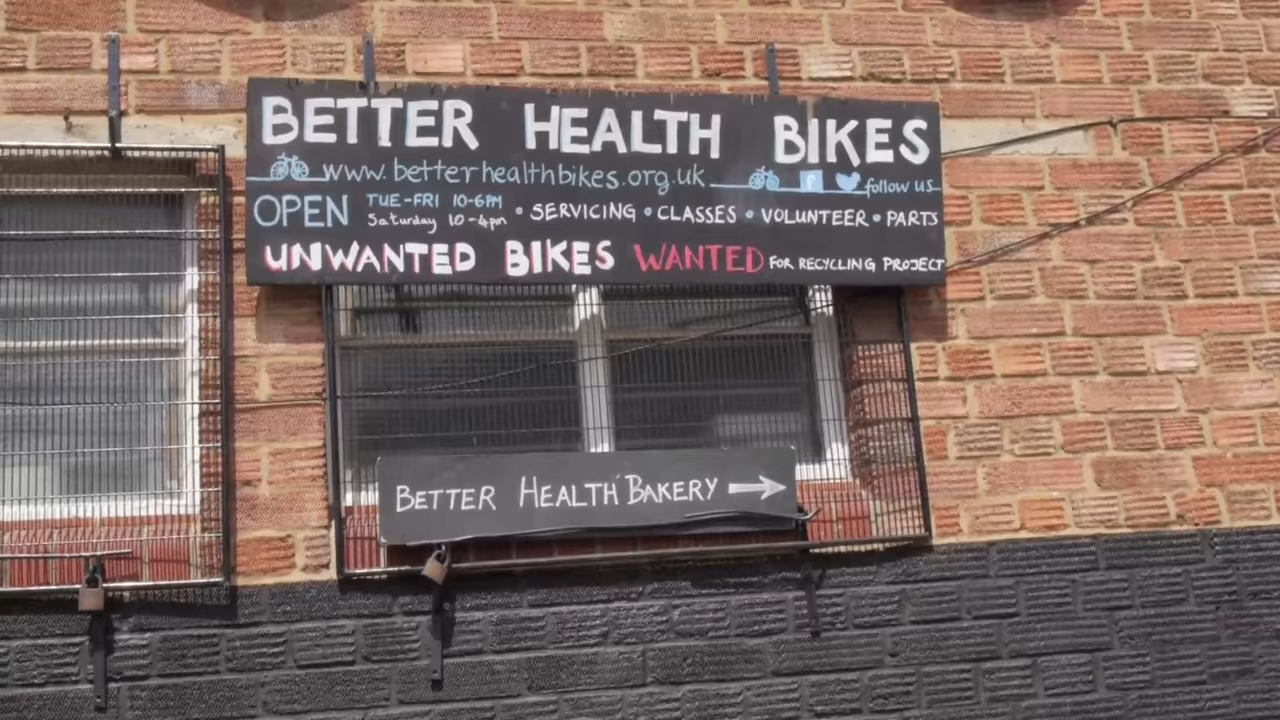 BETTER HEALTH BIKES
www.betterhealthbikes.org.uk f follow us
OPEN TUE-FRI 10-6PM Saturday 10-4pm • SERVICING • CLASSES • VOLUNTEER • PARTS
UNWANTED BIKES WANTED FOR RECYCLING PROJECT
BETTER HEALTH BAKERY